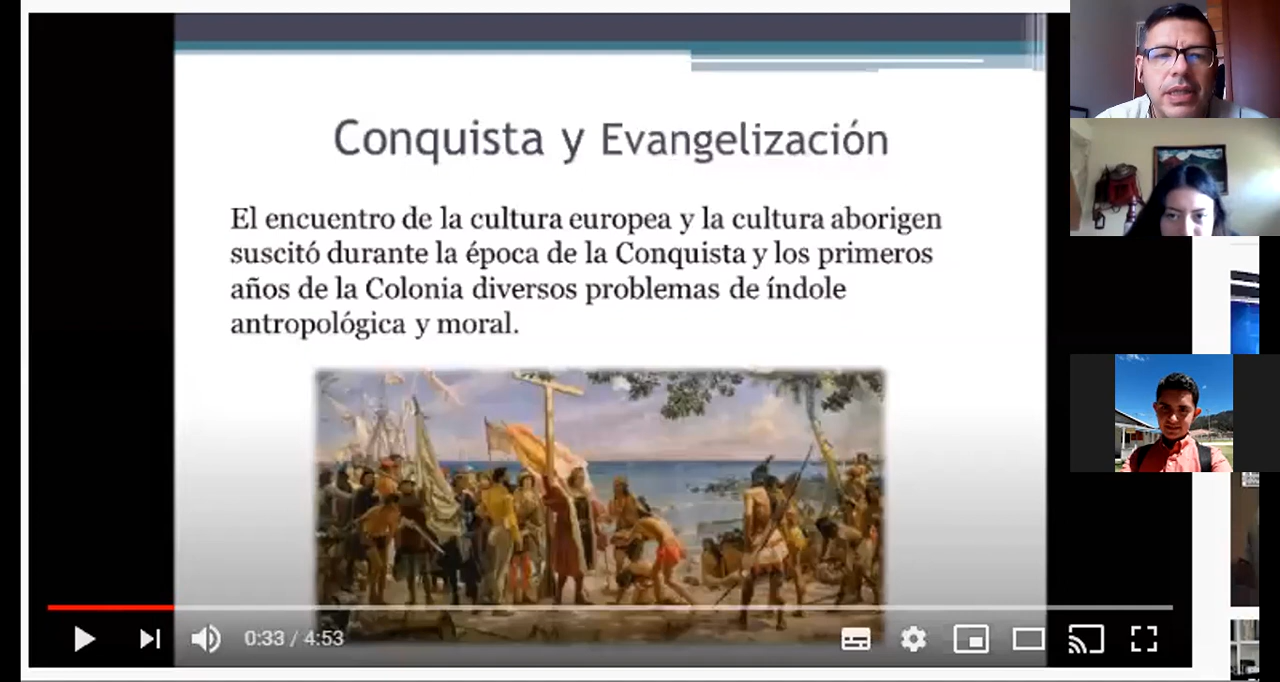 Conquista y Evangelización
El encuentro de la cultura europea y la cultura aborigen
suscitó durante la época de la Conquista y los primeros
años de la Colonia diversos problemas de índole
antropológica y moral.
0:33 / 4:53